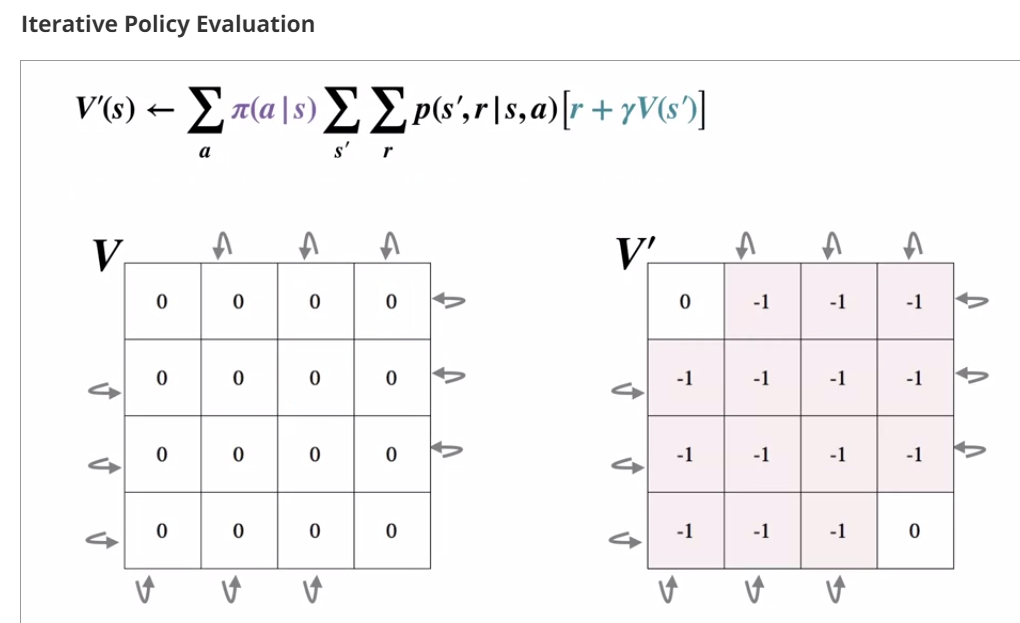 Iterative Policy Evaluation
V′(s) ← ∑ π(a|s) ∑ ∑ p(s′, r|s, a)[r + γV(s′)]
a s′ r
V V′
0 0 0 0 0 -1 -1 -1
0 0 0 0 -1 -1 -1 -1
0 0 0 0 -1 -1 -1 -1
0 0 0 0 -1 -1 -1 0